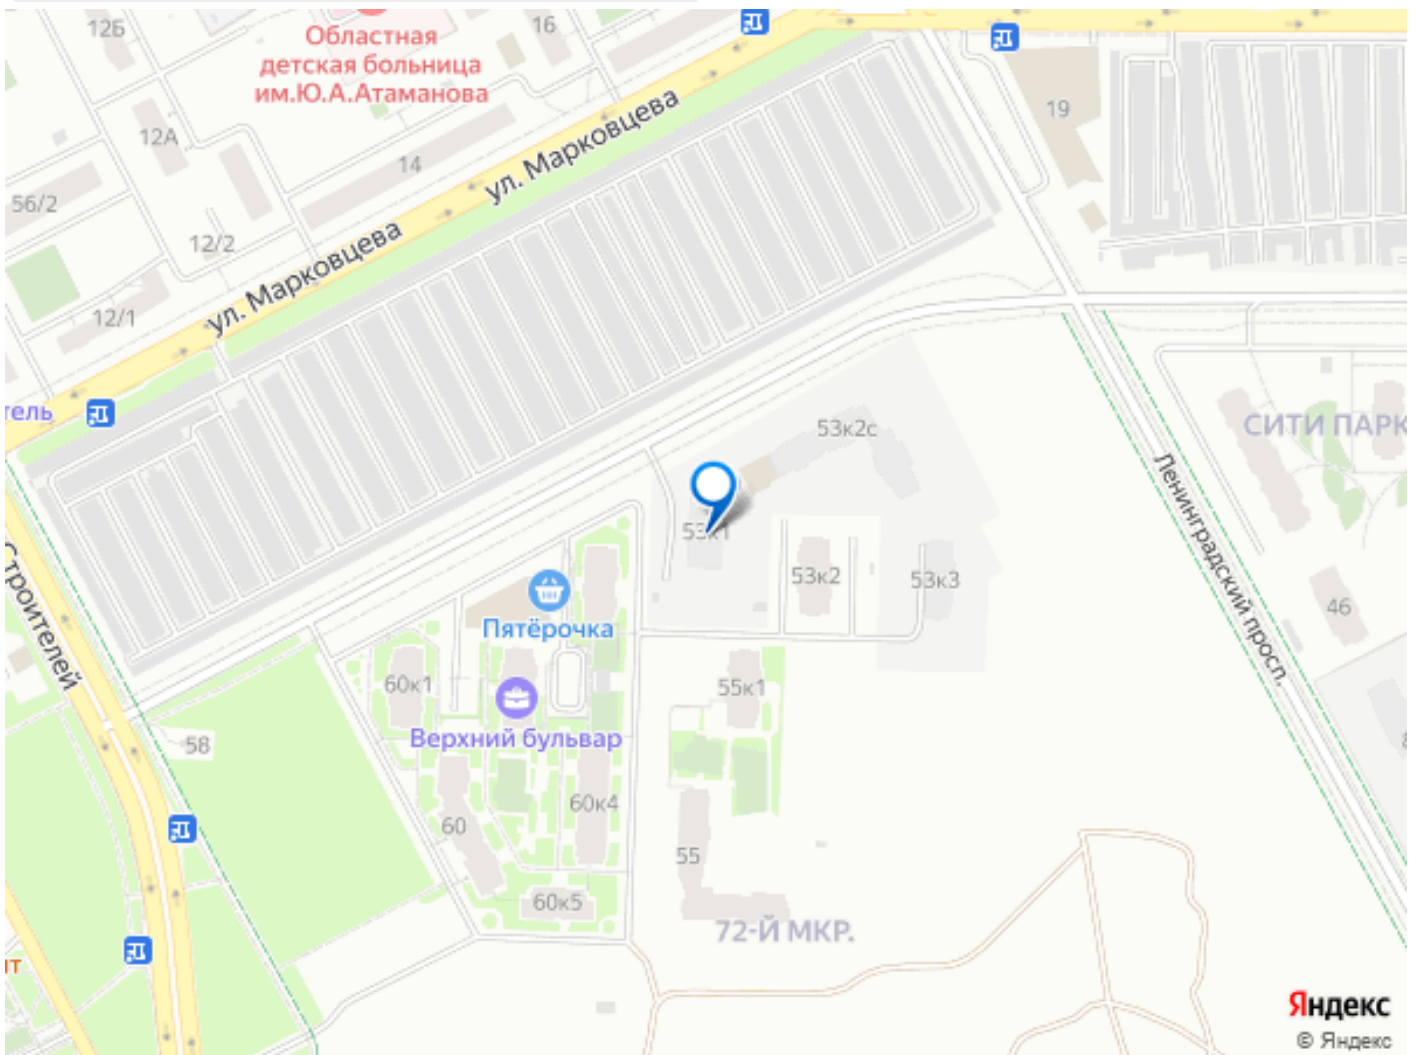 12Б
16
Областная
детская больница
им.Ю.А.Атаманова
19
12А
14
ул. Марковцева
56/2
12/2
ул. Марковцева
12/1
тель
53к2с
СИТИ ПАРК
Ленинградский просп.
53к1
53к2
53к3
46
Строителей
Пятёрочка
60к1
55к1
Верхний бульвар
58
60к4
60
55
60к5
72-Й МКР.
Яндекс
© Яндекс